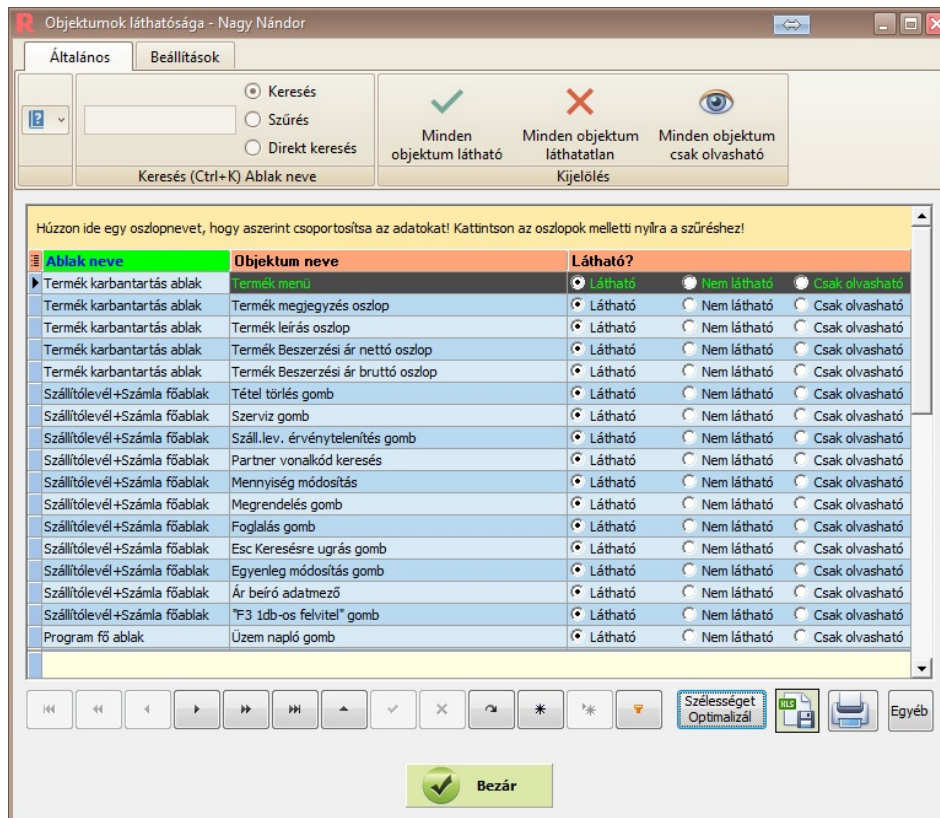 R Objektumok láthatósága - Nagy Nándor
Általános Beállítások
Keresés
Szűrés
Direkt keresés
Keresés (Ctrl+K) Ablak neve
Minden objektum látható
Minden objektum láthatatlan
Minden objektum csak olvasható
Kijelölés
Húzzon ide egy oszlopnevet, hogy aszerint csoportosítsa az adatokat! Kattintson az oszlopok melletti nyílra a szűréshez!
Ablak neve Objektum neve Látható?
Termék karbantartás ablak Termék menü Látható Nem látható Csak olvasható
Termék karbantartás ablak Termék megjegyzés oszlop Látható Nem látható Csak olvasható
Termék karbantartás ablak Termék leírás oszlop Látható Nem látható Csak olvasható
Termék karbantartás ablak Termék Beszerzési ár nettó oszlop Látható Nem látható Csak olvasható
Termék karbantartás ablak Termék Beszerzési ár bruttó oszlop Látható Nem látható Csak olvasható
Szállítólevél+Számla főablak Tétel törlés gomb Látható Nem látható Csak olvasható
Szállítólevél+Számla főablak Szerviz gomb Látható Nem látható Csak olvasható
Szállítólevél+Számla főablak Száll.lev. érvénytelenítés gomb Látható Nem látható Csak olvasható
Szállítólevél+Számla főablak Partner vonalkód keresés Látható Nem látható Csak olvasható
Szállítólevél+Számla főablak Mennyiség módosítás Látható Nem látható Csak olvasható
Szállítólevél+Számla főablak Megrendelés gomb Látható Nem látható Csak olvasható
Szállítólevél+Számla főablak Foglalás gomb Látható Nem látható Csak olvasható
Szállítólevél+Számla főablak Esc Keresésre ugrás gomb Látható Nem látható Csak olvasható
Szállítólevél+Számla főablak Egyenleg módosítás gomb Látható Nem látható Csak olvasható
Szállítólevél+Számla főablak Ár beíró adatmező Látható Nem látható Csak olvasható
Szállítólevél+Számla főablak "F3 1db-os felvitel" gomb Látható Nem látható Csak olvasható
Program fő ablak Üzem napló gomb Látható Nem látható Csak olvasható
Szélességet
Optimalizál
XLS
Egyéb
Bezár